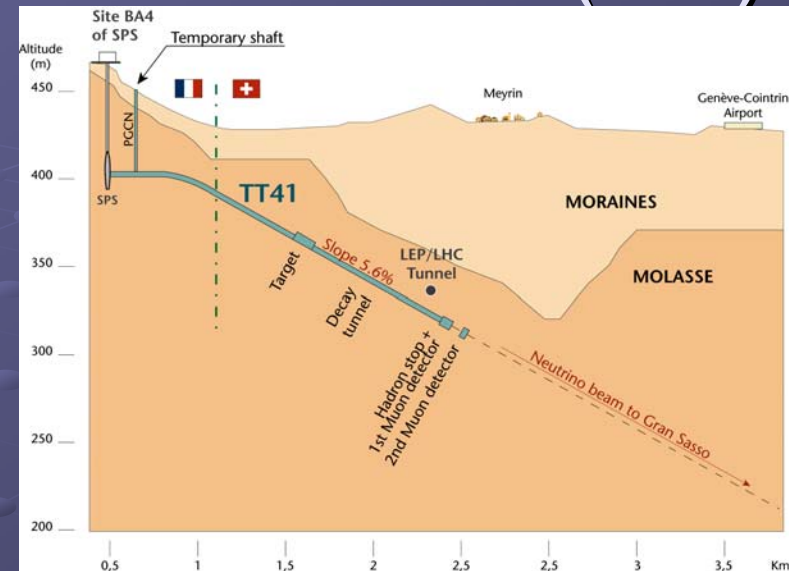 Site BA4
of SPS
Temporary shaft
Altitude
(m)
450
400
350
300
250
200
PGCN
SPS
TT41
Meyrin
Genève-Cointrin
Airport
MORAINES
MOLASSE
LEP/LHC
Tunnel
Slope 5.6%
Target
Decay
tunnel
Hadron stop +
1st Muon detector
2nd Muon detector
Neutrino beam to Gran Sasso
0,5
1
1,5
2
2,5
2,5
3
3,5
Km